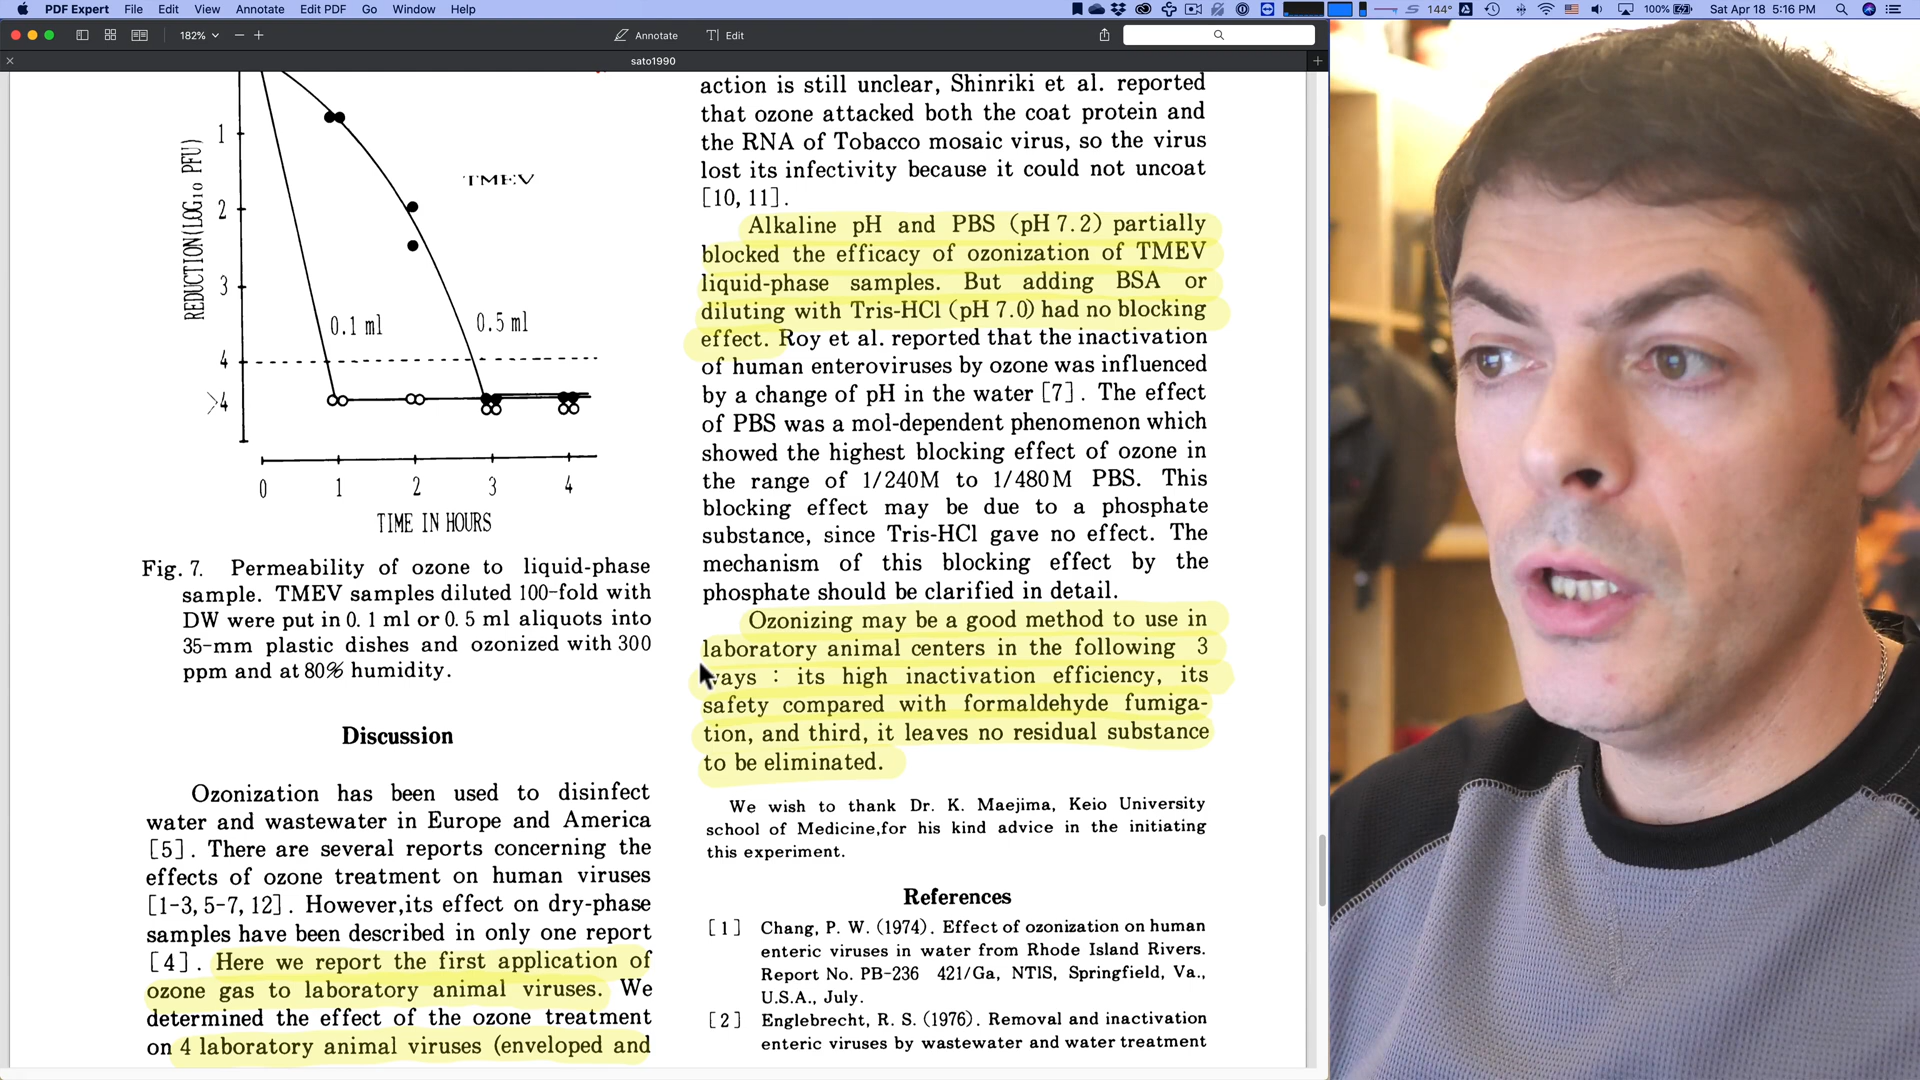 PDF Expert File Edit View Annotate Edit PDF Go Window Help
144° 100% Sat Apr 18 5:16 PM
182% Annotate Edit
sato1990
REDUCTION(LOG10 PFU)
1
2
3
4
>4
TMEV
0.1 ml
0.5 ml
0 1 2 3 4
TIME IN HOURS
Fig. 7. Permeability of ozone to liquid-phase
sample. TMEV samples diluted 100-fold with
DW were put in 0.1 ml or 0.5 ml aliquots into
35-mm plastic dishes and ozonized with 300
ppm and at 80% humidity.
Discussion
Ozonization has been used to disinfect
water and wastewater in Europe and America
[5]. There are several reports concerning the
effects of ozone treatment on human viruses
[1-3, 5-7, 12]. However,its effect on dry-phase
samples have been described in only one report
[4]. Here we report the first application of
ozone gas to laboratory animal viruses. We
determined the effect of the ozone treatment
on 4 laboratory animal viruses (enveloped and
action is still unclear, Shinriki et al. reported
that ozone attacked both the coat protein and
the RNA of Tobacco mosaic virus, so the virus
lost its infectivity because it could not uncoat
[10, 11].
Alkaline pH and PBS (pH 7.2) partially
blocked the efficacy of ozonization of TMEV
liquid-phase samples. But adding BSA or
diluting with Tris-HCl (pH 7.0) had no blocking
effect. Roy et al. reported that the inactivation
of human enteroviruses by ozone was influenced
by a change of pH in the water [7]. The effect
of PBS was a mol-dependent phenomenon which
showed the highest blocking effect of ozone in
the range of 1/240M to 1/480M PBS. This
blocking effect may be due to a phosphate
substance, since Tris-HCl gave no effect. The
mechanism of this blocking effect by the
phosphate should be clarified in detail.
Ozonizing may be a good method to use in
laboratory animal centers in the following 3
ways : its high inactivation efficiency, its
safety compared with formaldehyde fumiga-
tion, and third, it leaves no residual substance
to be eliminated.
We wish to thank Dr. K. Maejima, Keio University
school of Medicine,for his kind advice in the initiating
this experiment.
References
[1] Chang, P. W. (1974). Effect of ozonization on human
enteric viruses in water from Rhode Island Rivers.
Report No. PB-236 421/Ga, NTIS, Springfield, Va.,
U.S.A., July.
[2] Englebrecht, R. S. (1976). Removal and inactivation
enteric viruses by wastewater and water treatment